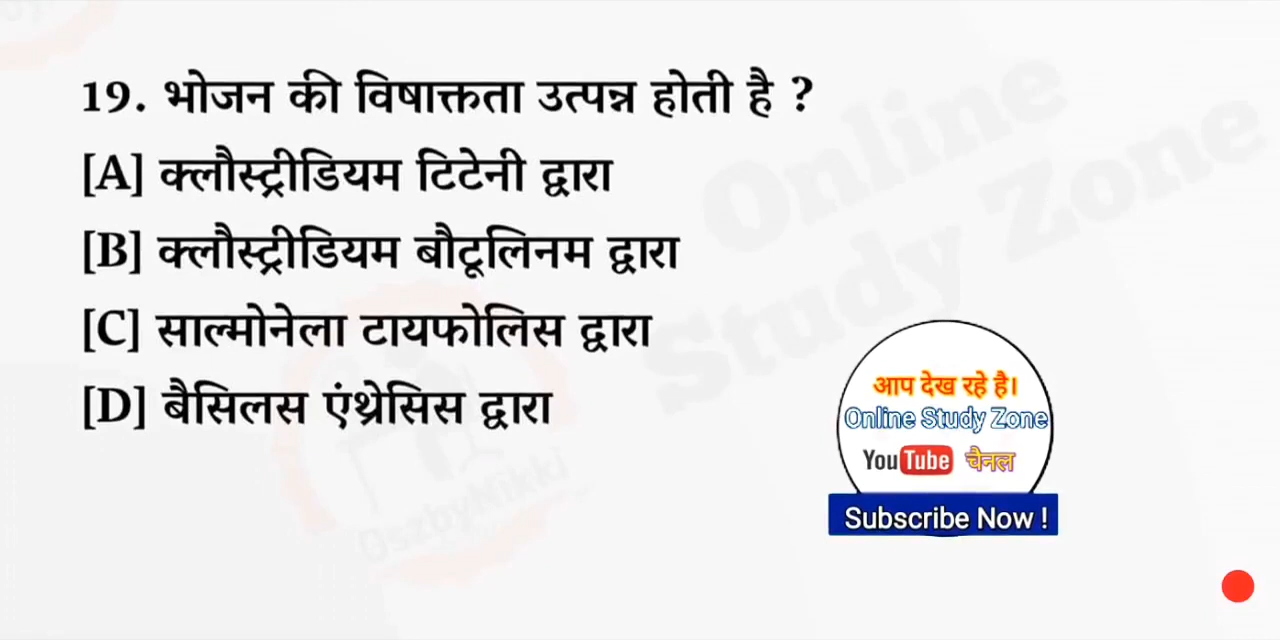 19. भोजन की विषाक्तता उत्पन्न होती है ?
[A] क्लौस्ट्रीडियम टिटेनी द्वारा
[B] क्लौस्ट्रीडियम बौटूलिनम द्वारा
[C] साल्मोनेला टायफोलिस द्वारा
[D] बैसिलस एंथ्रेसिस द्वारा
Online
Study Zone
आप देख रहे है।
Online Study Zone
YouTube चैनल
Subscribe Now !
OszbyNikki